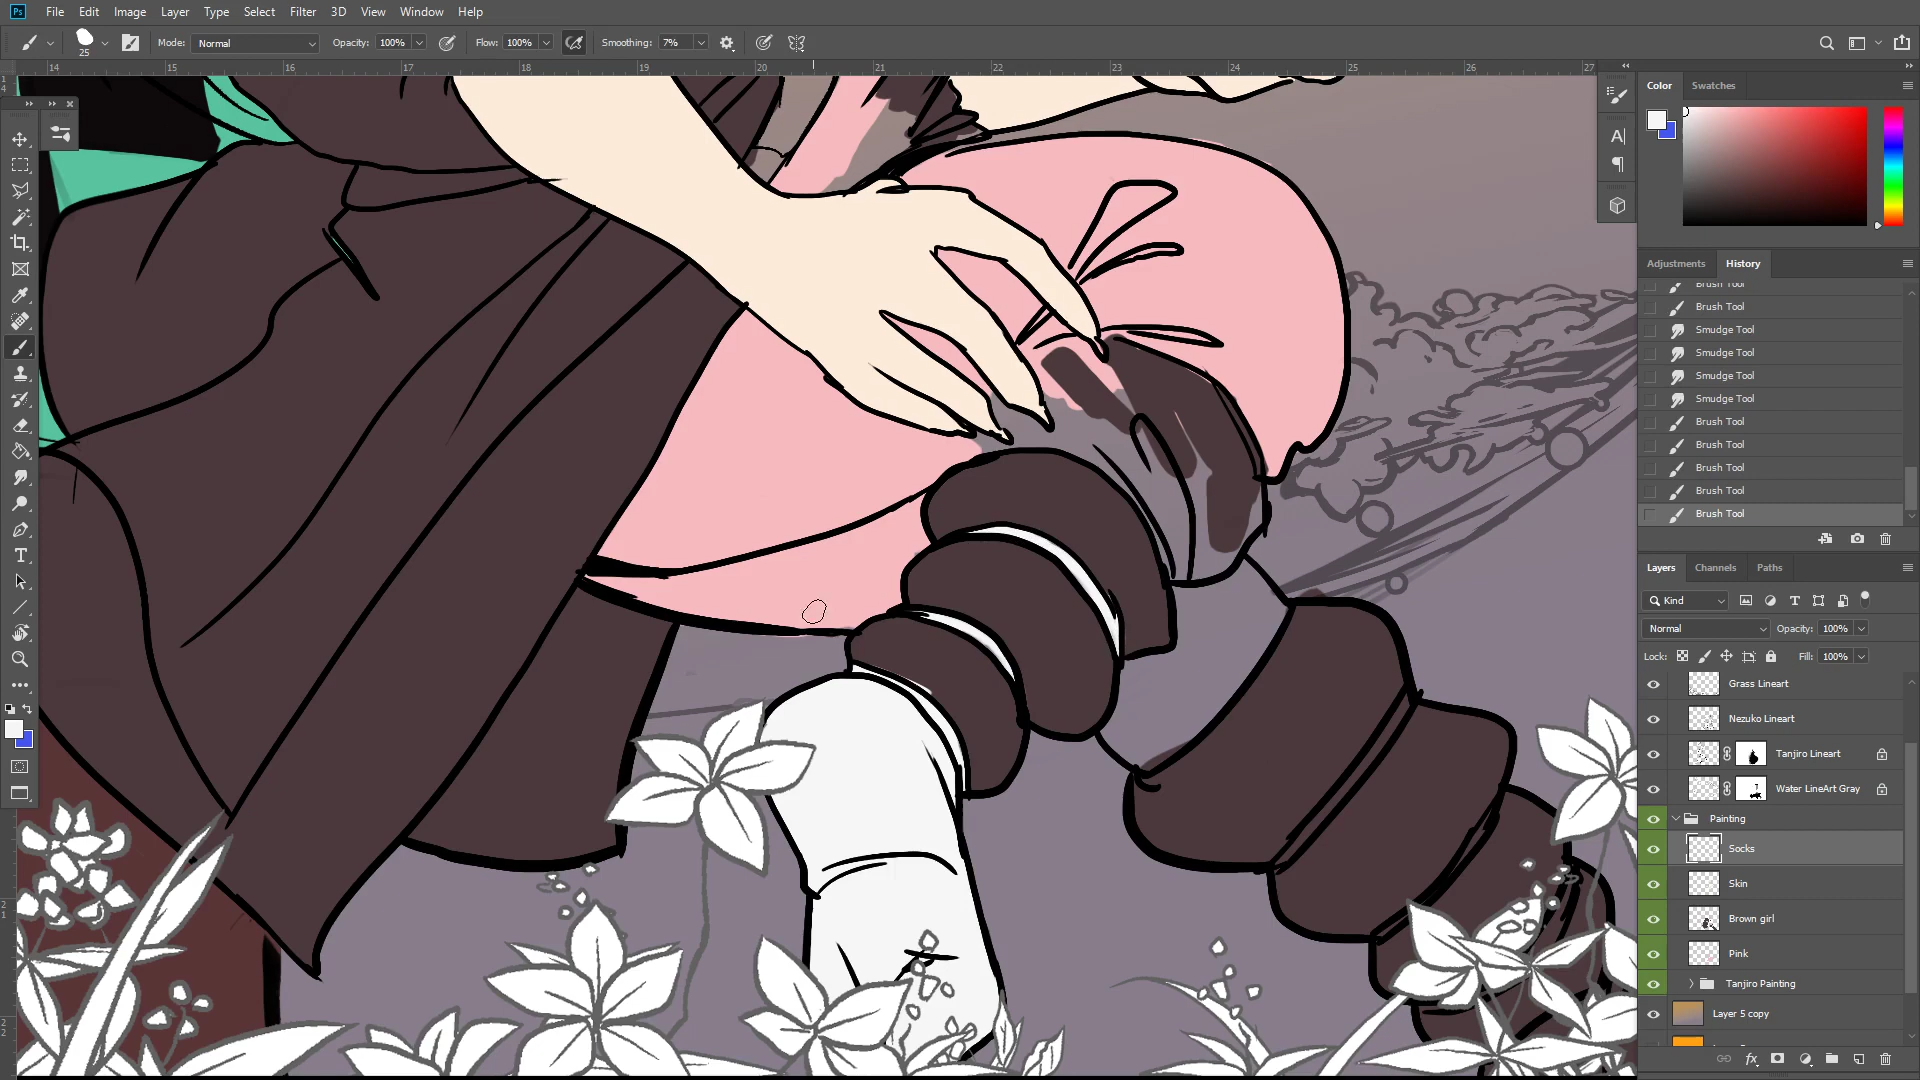 Ps File Edit Image Layer Type Select Filter 3D View Window Help
25 Mode: Normal Opacity: 100% Flow: 100% Smoothing: 7%
14 15 16 17 18 19 20 21 22 23 24 25 26 27
Color Swatches
Adjustments History
Brush Tool
Brush Tool
Smudge Tool
Smudge Tool
Smudge Tool
Smudge Tool
Brush Tool
Brush Tool
Brush Tool
Brush Tool
Brush Tool
Layers Channels Paths
Kind
Normal Opacity: 100%
Lock: Fill: 100%
Grass Lineart
Nezuko Lineart
Tanjiro Lineart
Water LineArt Gray
Painting
Socks
Skin
Brown girl
Pink
Tanjiro Painting
Layer 5 copy